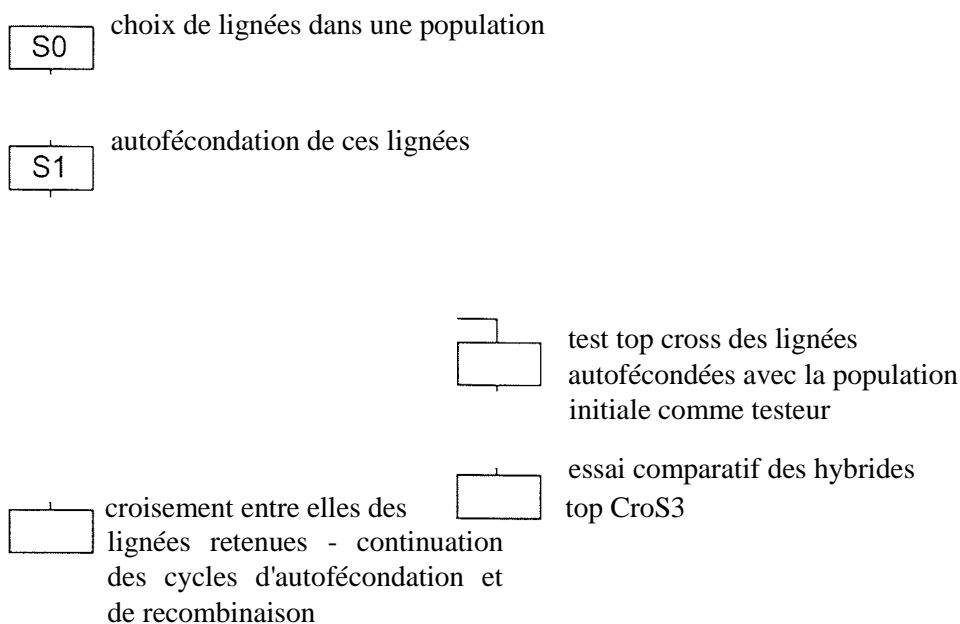 choix de lignées dans une population
S0
autofécondation de ces lignées
S1
test top cross des lignées
autofécondées avec la population
initiale comme testeur
essai comparatif des hybrides
top CroS3
croisement entre elles des
lignées retenues - continuation
des cycles d'autofécondation et
de recombinaison